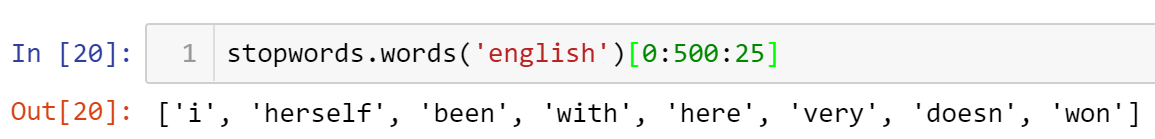 In [20]: 1 stopwords.words('english')[0:500:25]
Out[20]: ['i', 'herself', 'been', 'with', 'here', 'very', 'doesn', 'won']